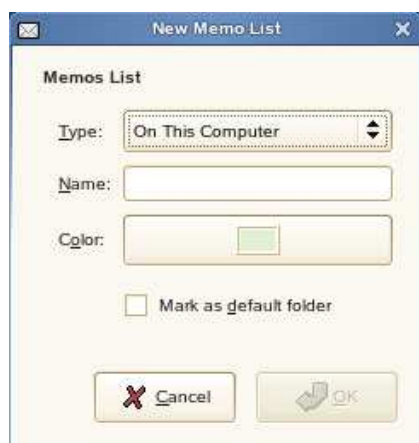 New Memo List
Memos List
Type: On This Computer
Name:
Color:
Mark as default folder
Cancel OK